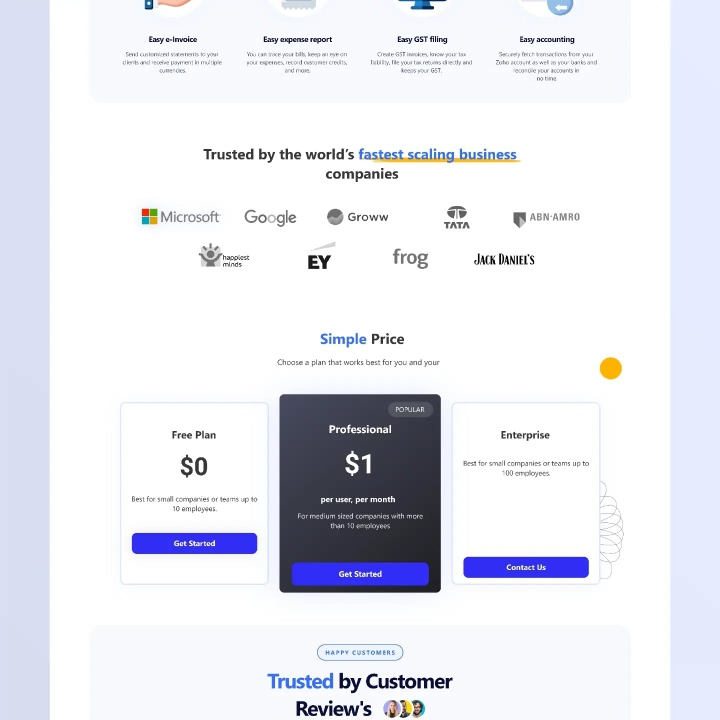 Easy e-Invoice
Send customized statements to your
clients and receive payment in multiple
currencies.
Easy expense report
You can trace your bills, keep an eye on
your expenses, record customer credits,
and more.
Easy GST filing
Create GST invoices, know your tax
liability, file your tax returns directly and
keeps your GST.
Easy accounting
Securely fetch transactions from your
Zoho account as well as your banks and
reconcile your accounts in
no time.
Trusted by the world's fastest scaling business
companies
Microsoft
Google
Groww
TATA
ABN·AMRO
happiest
minds
EY
frog
JACK DANIEL'S
Simple Price
Choose a plan that works best for you and your
Free Plan
$0
Best for small companies or teams up to
10 employees.
Get Started
POPULAR
Professional
$1
per user, per month
For medium sized companies with more
than 10 employees
Get Started
Enterprise
Best for small companies or teams up to
100 employees.
Contact Us
HAPPY CUSTOMERS
Trusted by Customer
Review's